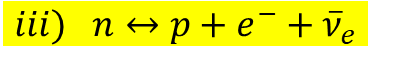 iii) n ↔ p + e⁻ + ν̄ₑ